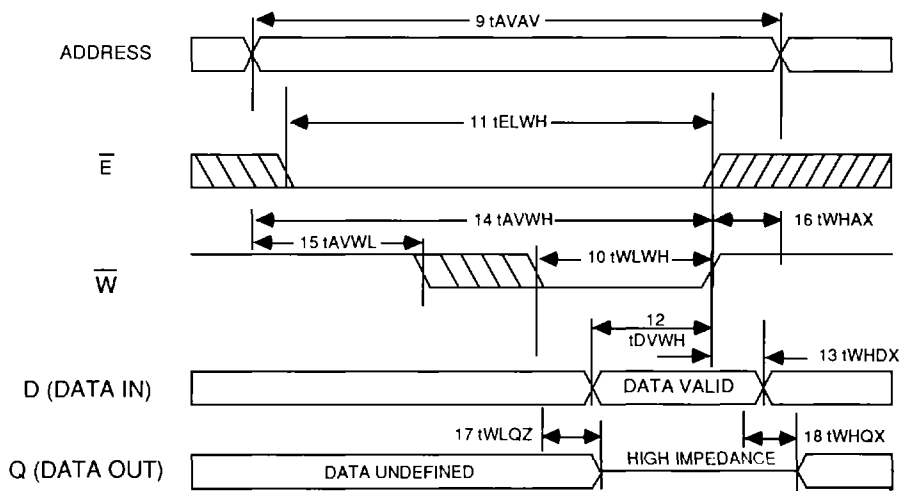 9 tAVAV
ADDRESS
11 tELWH
E
14 tAVWH
16 tWHAX
15 tAVWL
10 tWLWH
W
12
tDVWH
13 tWHDX
D (DATA IN)
DATA VALID
17 tWLQZ
18 tWHQX
HIGH IMPEDANCE
Q (DATA OUT)
DATA UNDEFINED